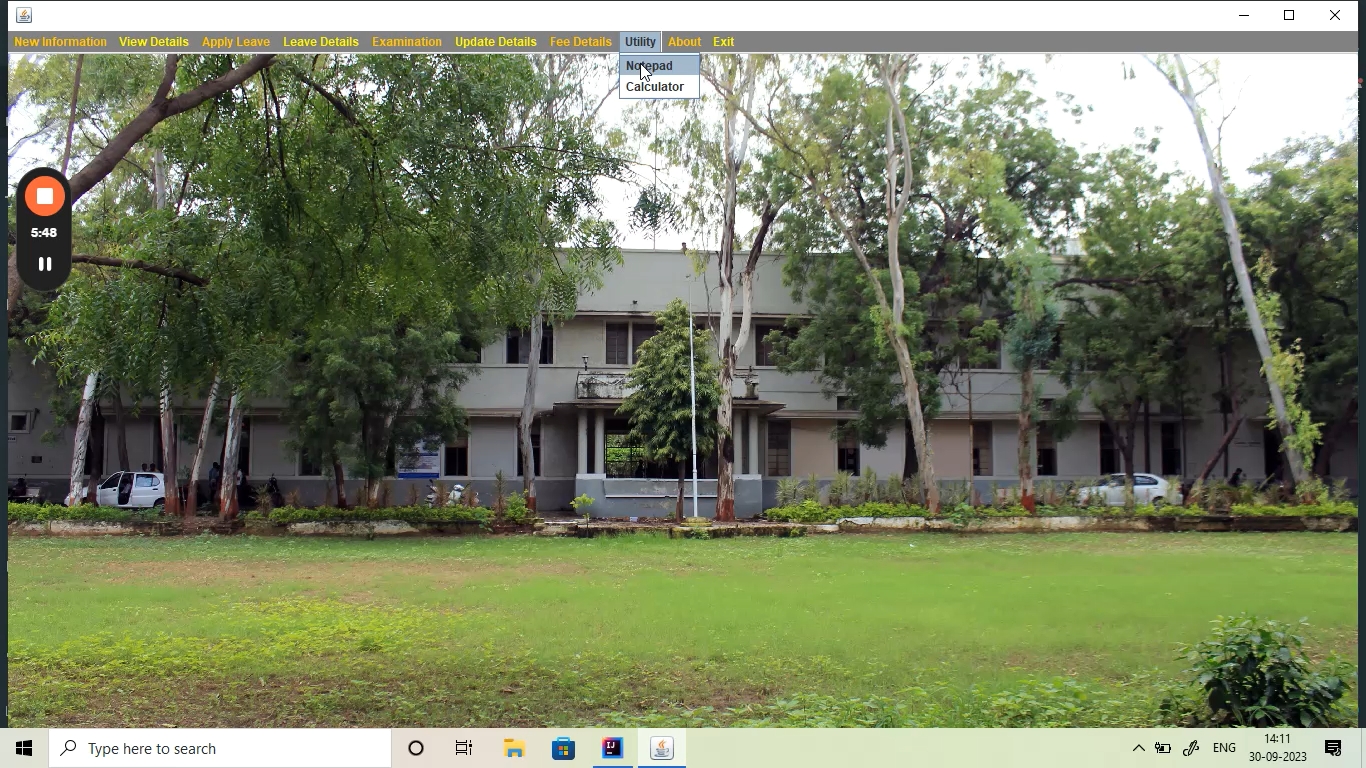 New Information View Details Apply Leave Leave Details Examination Update Details Fee Details Utility About Exit
Notepad
Calculator
5:48
Type here to search
IJ
ENG
14:11
30-09-2023